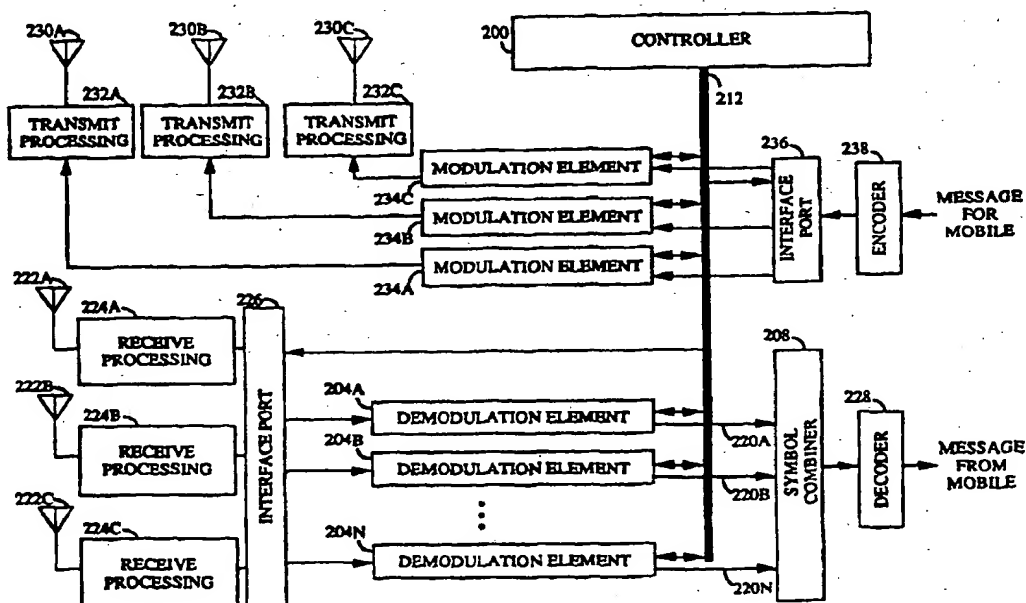 230A 230B 230C 200 CONTROLLER
212
232A 232B 232C
TRANSMIT PROCESSING
TRANSMIT PROCESSING
TRANSMIT PROCESSING
MODULATION ELEMENT
234C
MODULATION ELEMENT
234B
MODULATION ELEMENT
234A
236
INTERFACE PORT
238
ENCODER
MESSAGE
FOR
MOBILE
222A
224A
RECEIVE
PROCESSING
222B
224B
RECEIVE
PROCESSING
222C
224C
RECEIVE
PROCESSING
226
INTERFACE PORT
204A
DEMODULATION ELEMENT
220A
204B
DEMODULATION ELEMENT
220B
204N
DEMODULATION ELEMENT
220N
208
SYMBOL
COMBINER
228
DECODER
MESSAGE
FROM
MOBILE